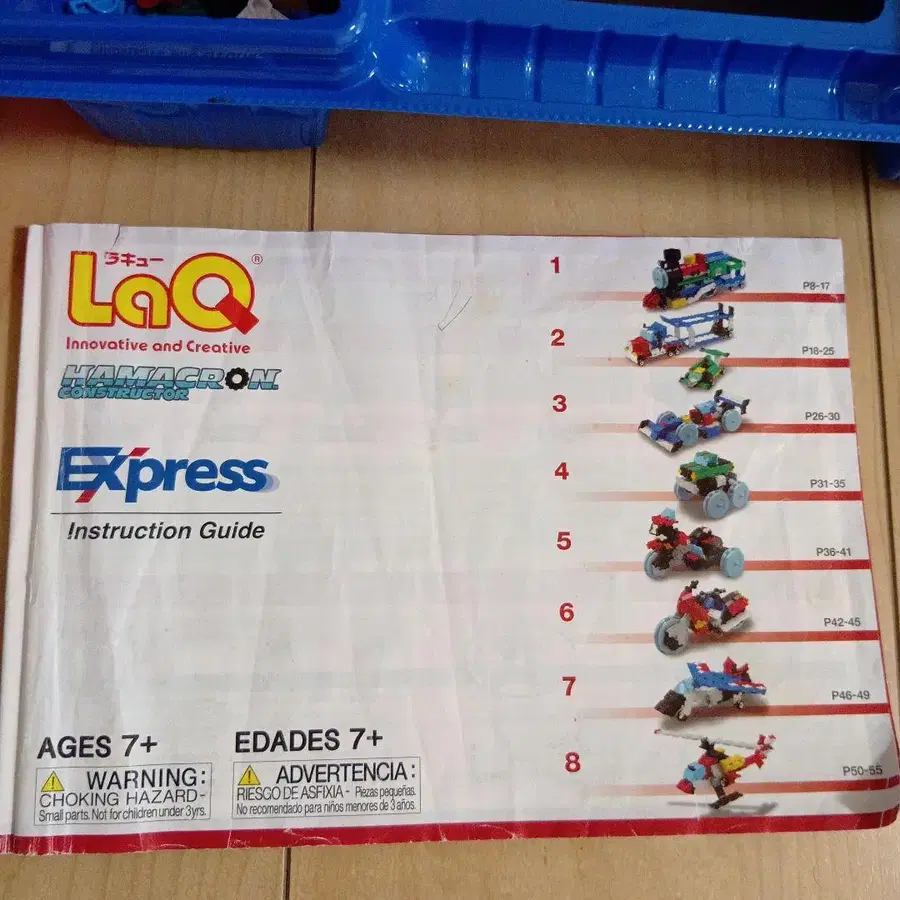 ラキュー
LaQ®
Innovative and Creative
HAMACRON
CONSTRUCTOR
Express
Instruction Guide
1
P8-17
2
P18-25
3
P26-30
4
P31-35
5
P36-41
6
P42-45
7
P46-49
8
P50-55
AGES 7+
WARNING:
CHOKING HAZARD-
Small parts. Not for children under 3yrs.
EDADES 7+
ADVERTENCIA:
RIESGO DE ASFIXIA - Piezas pequeñas.
No recomendado para niños menores de 3 años.